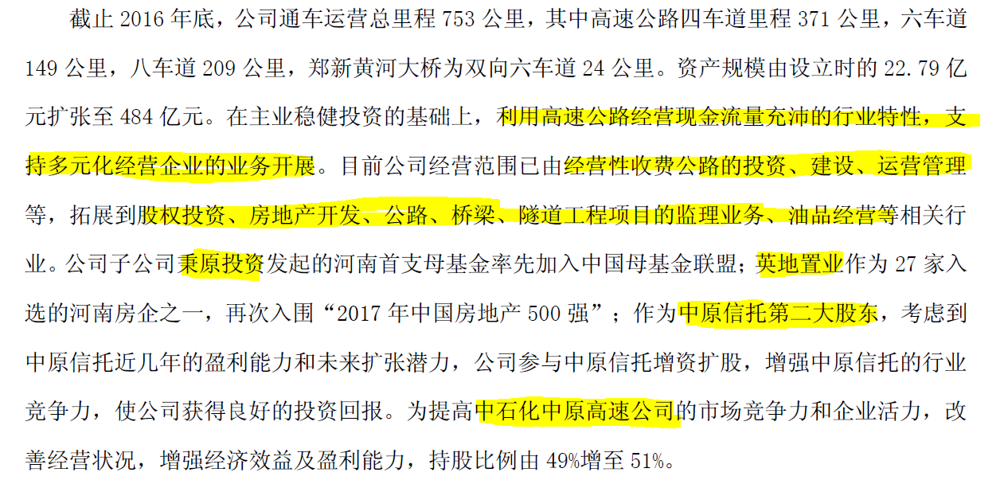 截止 2016 年底，公司通车运营总里程 753 公里，其中高速公路四车道里程 371 公里，六车道
149 公里，八车道 209 公里，郑新黄河大桥为双向六车道 24 公里。资产规模由设立时的 22.79 亿
元扩张至 484 亿元。在主业稳健投资的基础上，利用高速公路经营现金流量充沛的行业特性，支
持多元化经营企业的业务开展。目前公司经营范围已由经营性收费公路的投资、建设、运营管理
等，拓展到股权投资、房地产开发、公路、桥梁、隧道工程项目的监理业务、油品经营等相关行
业。公司子公司秉原投资发起的河南首支母基金率先加入中国母基金联盟；英地置业作为 27 家入
选的河南房企之一，再次入围“2017 年中国房地产 500 强”；作为中原信托第二大股东，考虑到
中原信托近几年的盈利能力和未来扩张潜力，公司参与中原信托增资扩股，增强中原信托的行业
竞争力，使公司获得良好的投资回报。为提高中石化中原高速公司的市场竞争力和企业活力，改
善经营状况，增强经济效益及盈利能力，持股比例由 49%增至 51%。